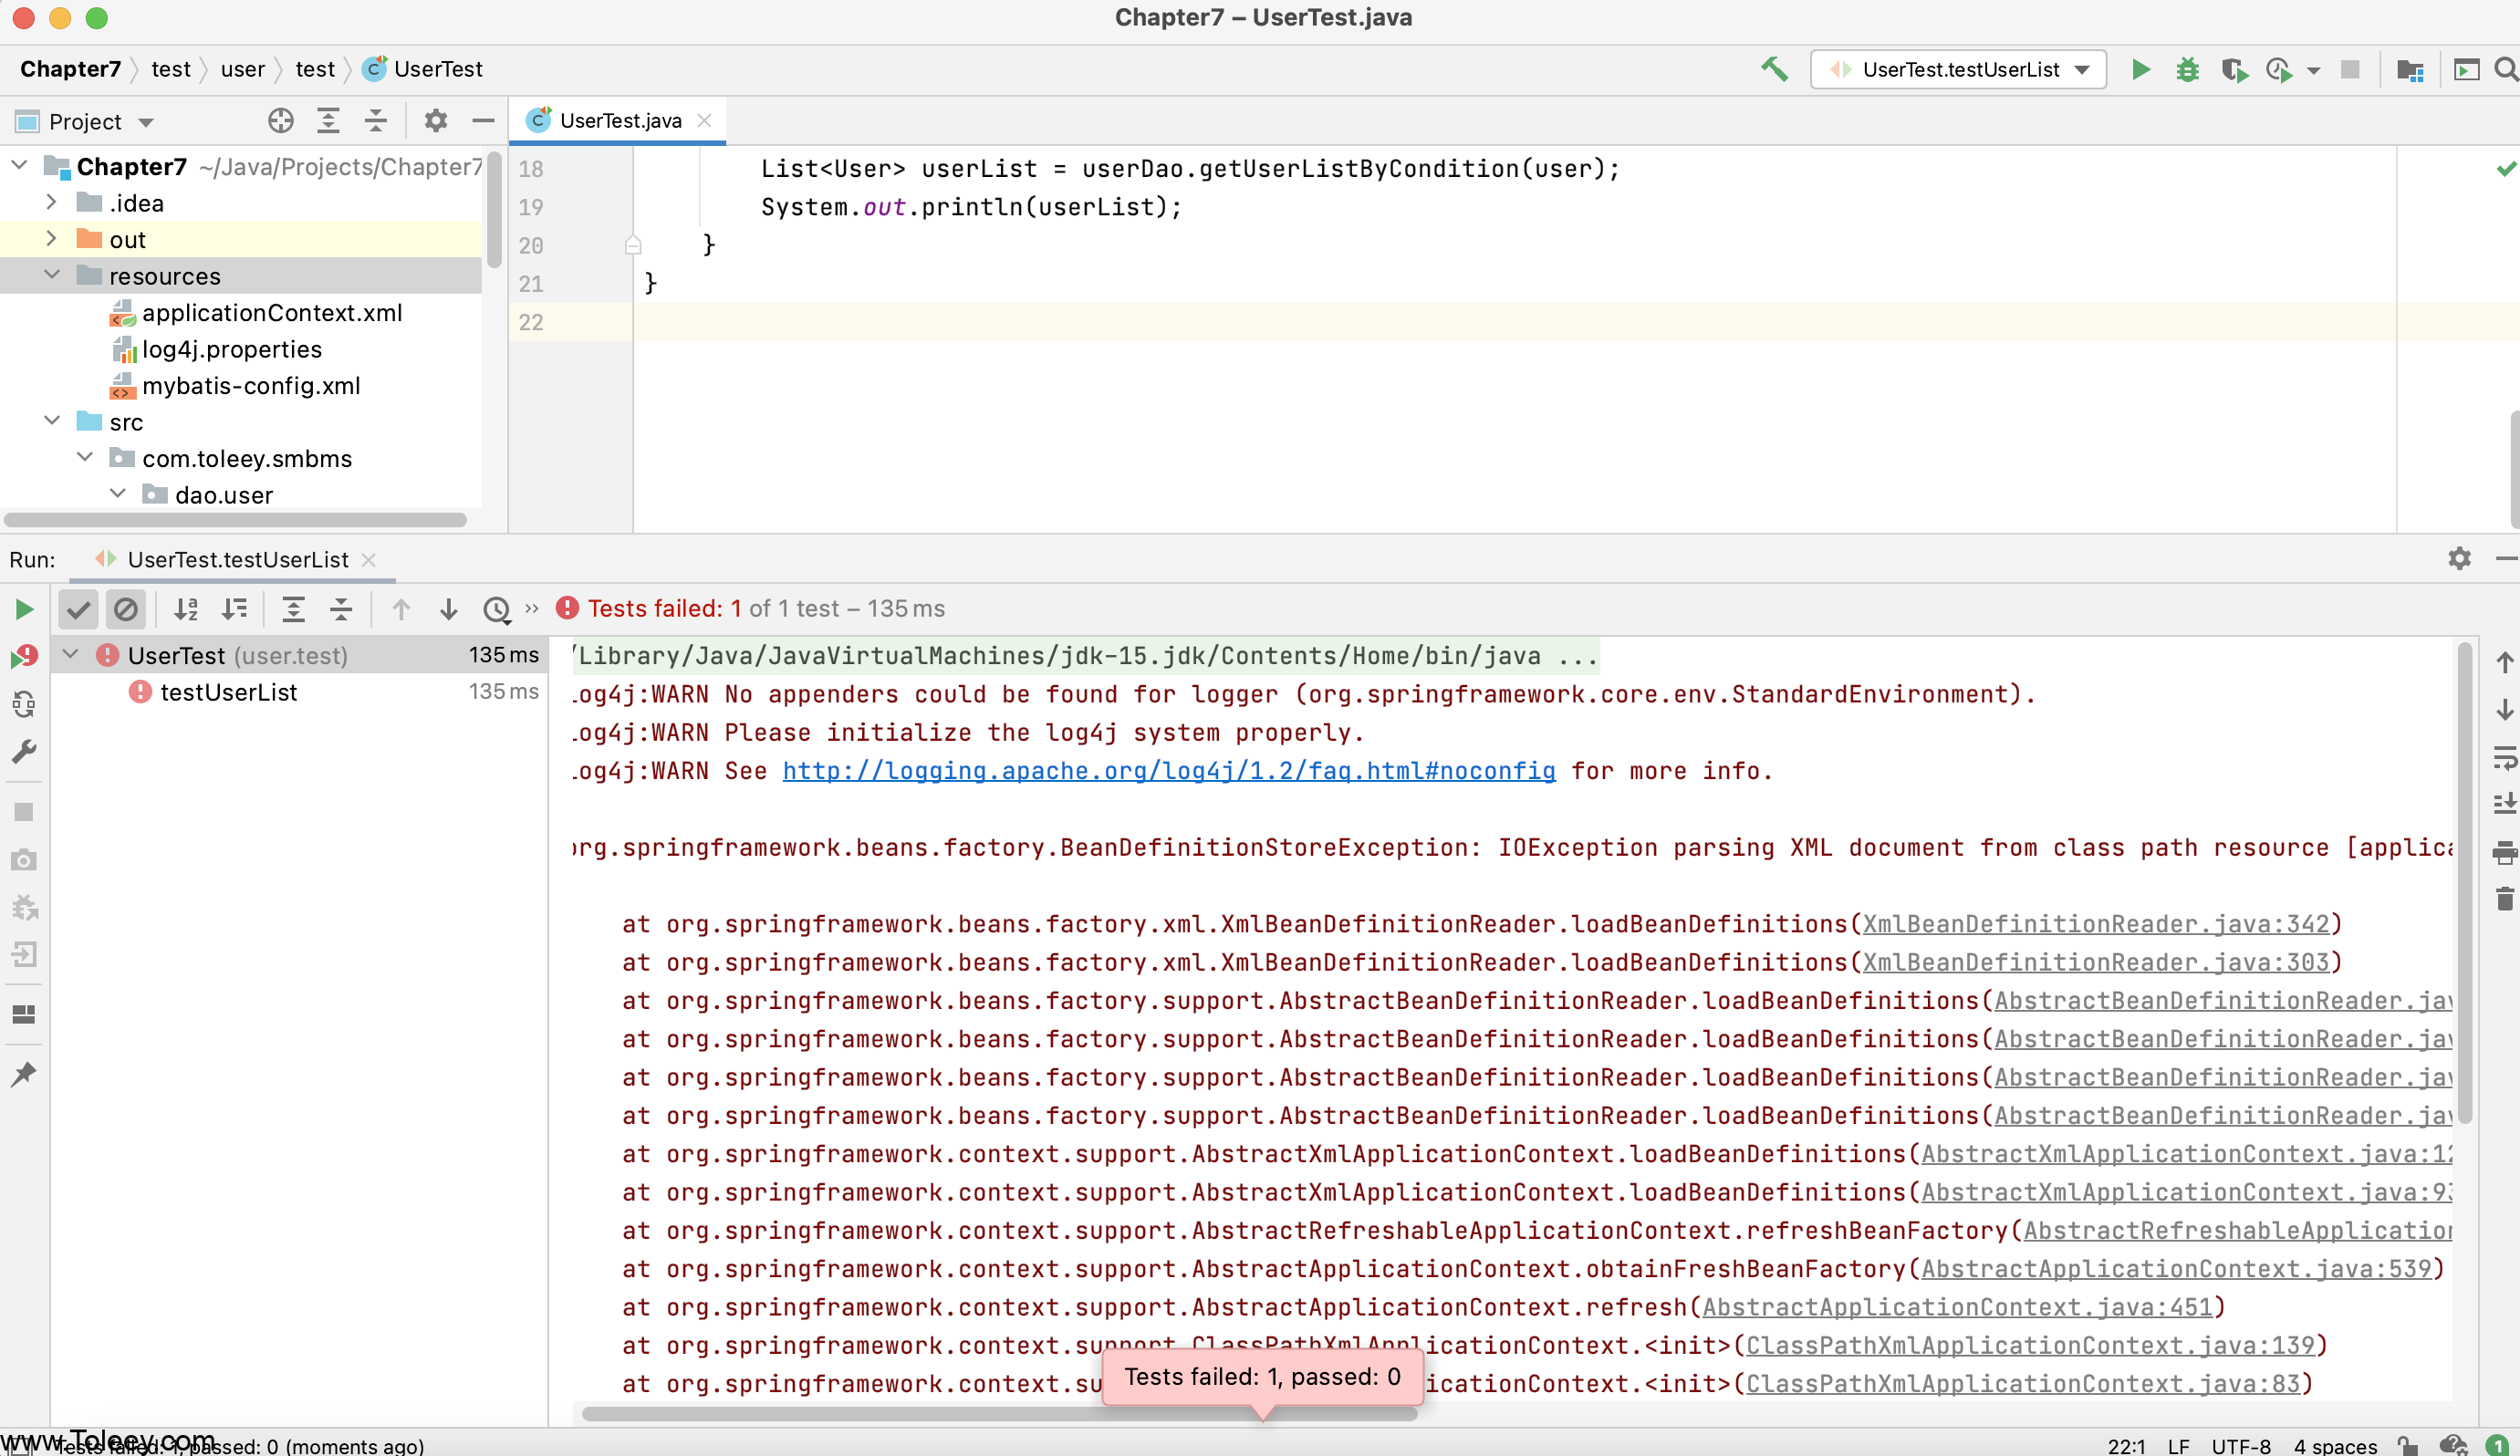 Chapter7 – UserTest.java
Chapter7 test user test UserTest
UserTest.testUserList
Project
UserTest.java
Chapter7 ~/Java/Projects/Chapter7
.idea
out
resources
applicationContext.xml
log4j.properties
mybatis-config.xml
src
com.toleey.smbms
dao.user
18 List<User> userList = userDao.getUserListByCondition(user);
19 System.out.println(userList);
20 }
21 }
22
Run: UserTest.testUserList
Tests failed: 1 of 1 test – 135 ms
UserTest (user.test) 135 ms
testUserList 135 ms
/Library/Java/JavaVirtualMachines/jdk-15.jdk/Contents/Home/bin/java ...
log4j:WARN No appenders could be found for logger (org.springframework.core.env.StandardEnvironment).
log4j:WARN Please initialize the log4j system properly.
log4j:WARN See http://logging.apache.org/log4j/1.2/faq.html#noconfig for more info.
org.springframework.beans.factory.BeanDefinitionStoreException: IOException parsing XML document from class path resource [applica
at org.springframework.beans.factory.xml.XmlBeanDefinitionReader.loadBeanDefinitions(XmlBeanDefinitionReader.java:342)
at org.springframework.beans.factory.xml.XmlBeanDefinitionReader.loadBeanDefinitions(XmlBeanDefinitionReader.java:303)
at org.springframework.beans.factory.support.AbstractBeanDefinitionReader.loadBeanDefinitions(AbstractBeanDefinitionReader.jav
at org.springframework.beans.factory.support.AbstractBeanDefinitionReader.loadBeanDefinitions(AbstractBeanDefinitionReader.jav
at org.springframework.beans.factory.support.AbstractBeanDefinitionReader.loadBeanDefinitions(AbstractBeanDefinitionReader.jav
at org.springframework.beans.factory.support.AbstractBeanDefinitionReader.loadBeanDefinitions(AbstractBeanDefinitionReader.jav
at org.springframework.context.support.AbstractXmlApplicationContext.loadBeanDefinitions(AbstractXmlApplicationContext.java:12
at org.springframework.context.support.AbstractXmlApplicationContext.loadBeanDefinitions(AbstractXmlApplicationContext.java:93
at org.springframework.context.support.AbstractRefreshableApplicationContext.refreshBeanFactory(AbstractRefreshableApplication
at org.springframework.context.support.AbstractApplicationContext.obtainFreshBeanFactory(AbstractApplicationContext.java:539)
at org.springframework.context.support.AbstractApplicationContext.refresh(AbstractApplicationContext.java:451)
at org.springframework.context.support.ClassPathXmlApplicationContext.<init>(ClassPathXmlApplicationContext.java:139)
at org.springframework.context.su icationContext.<init>(ClassPathXmlApplicationContext.java:83)
Tests failed: 1, passed: 0
www.Toleey.com
Tests failed: 1, passed: 0 (moments ago)
22:1 LF UTF-8 4 spaces 1